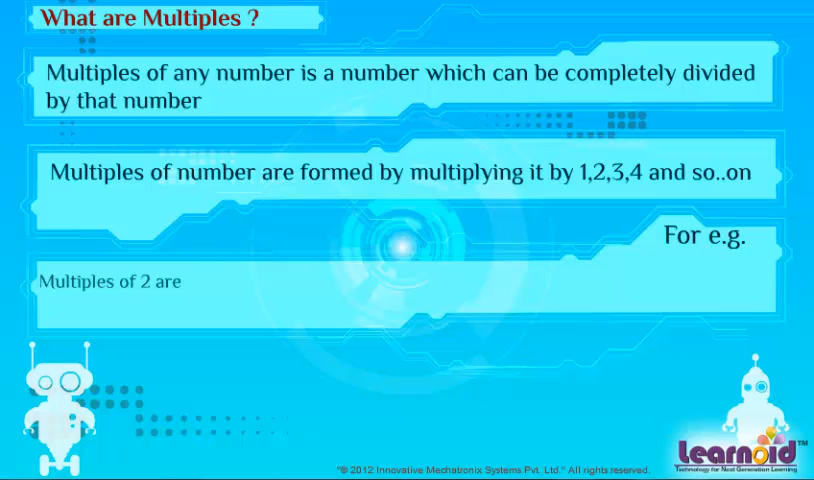 What are Multiples ?
Multiples of any number is a number which can be completely divided
by that number
Multiples of number are formed by multiplying it by 1,2,3,4 and so..on
For e.g.
Multiples of 2 are
Learnoid™
Technology for Next Generation Learning
"© 2012 Innovative Mechatronix Systems Pvt. Ltd." All rights reserved.